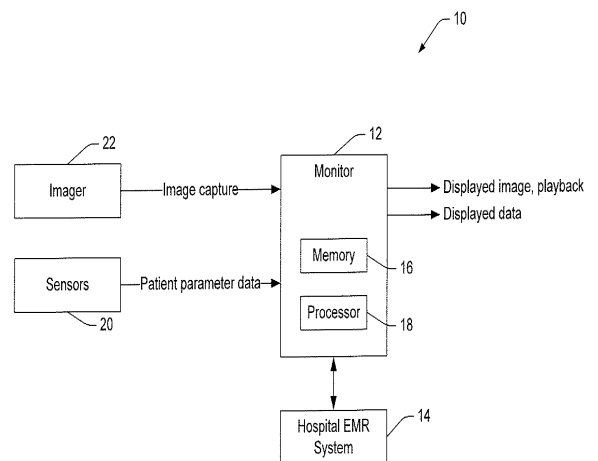 10
22
12
Imager
Image capture
Monitor
Displayed image, playback
Displayed data
Memory
16
Sensors
Patient parameter data
20
Processor
18
14
Hospital EMR
System